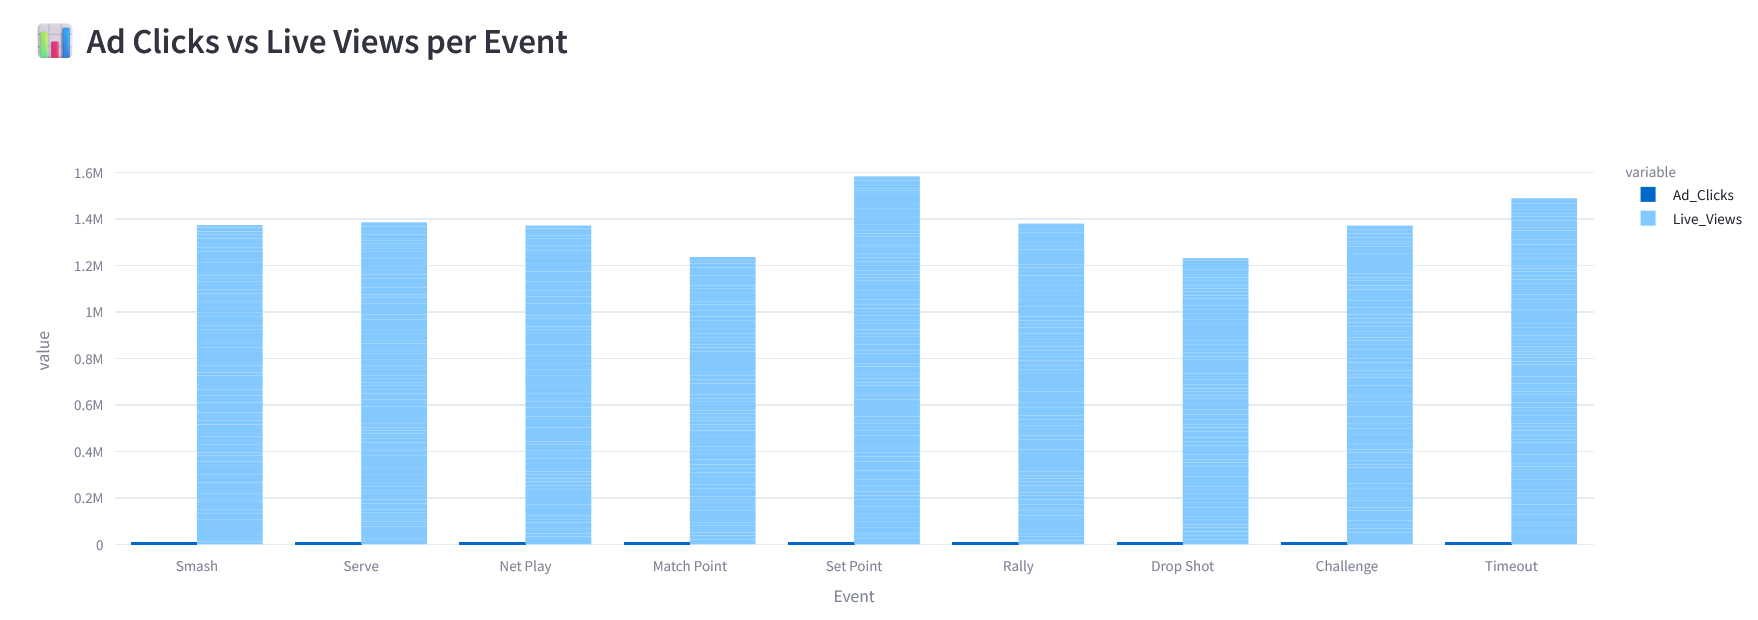 Ad Clicks vs Live Views per Event
1.6M
1.4M
1.2M
1M
0.8M
0.6M
0.4M
0.2M
0
value
Smash
Serve
Net Play
Match Point
Set Point
Rally
Drop Shot
Challenge
Timeout
Event
variable
Ad_Clicks
Live_Views